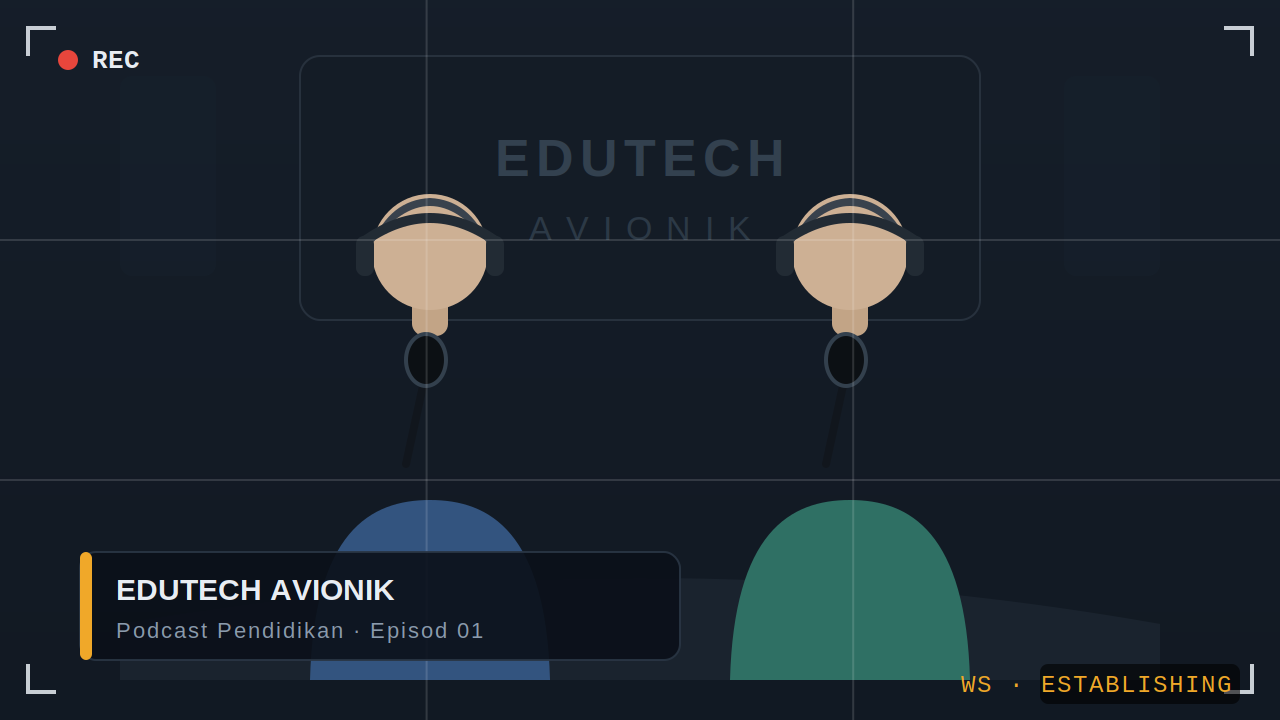 REC
EDUTECH
AVIONIK
EDUTECH AVIONIK
Podcast Pendidikan · Episod 01
WS · ESTABLISHING